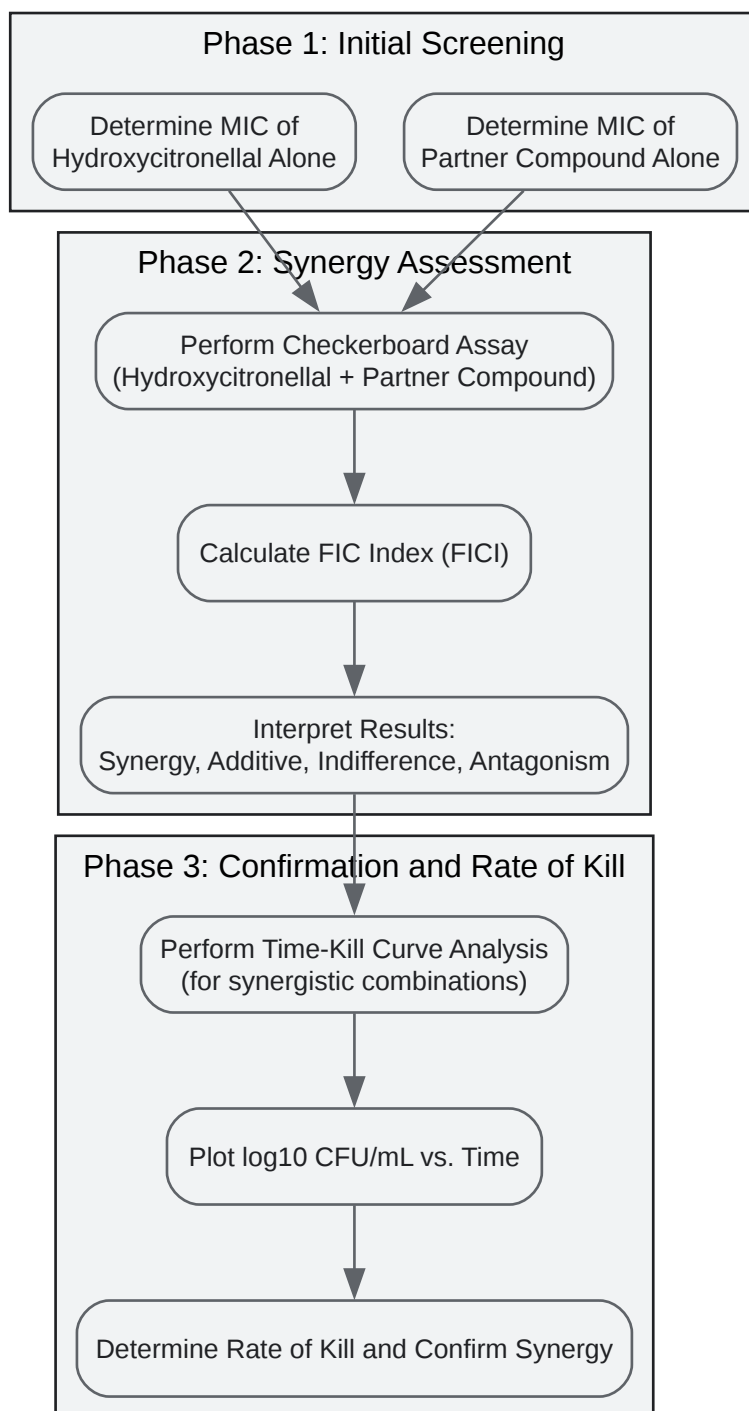 Phase 1: Initial Screening
Determine MIC of
Hydroxycitronellal Alone
Determine MIC of
Partner Compound Alone
Phase 2: Synergy Assessment
Perform Checkerboard Assay
(Hydroxycitronellal + Partner Compound)
Calculate FIC Index (FICI)
Interpret Results:
Synergy, Additive, Indifference, Antagonism
Phase 3: Confirmation and Rate of Kill
Perform Time-Kill Curve Analysis
(for synergistic combinations)
Plot log10 CFU/mL vs. Time
Determine Rate of Kill and Confirm Synergy